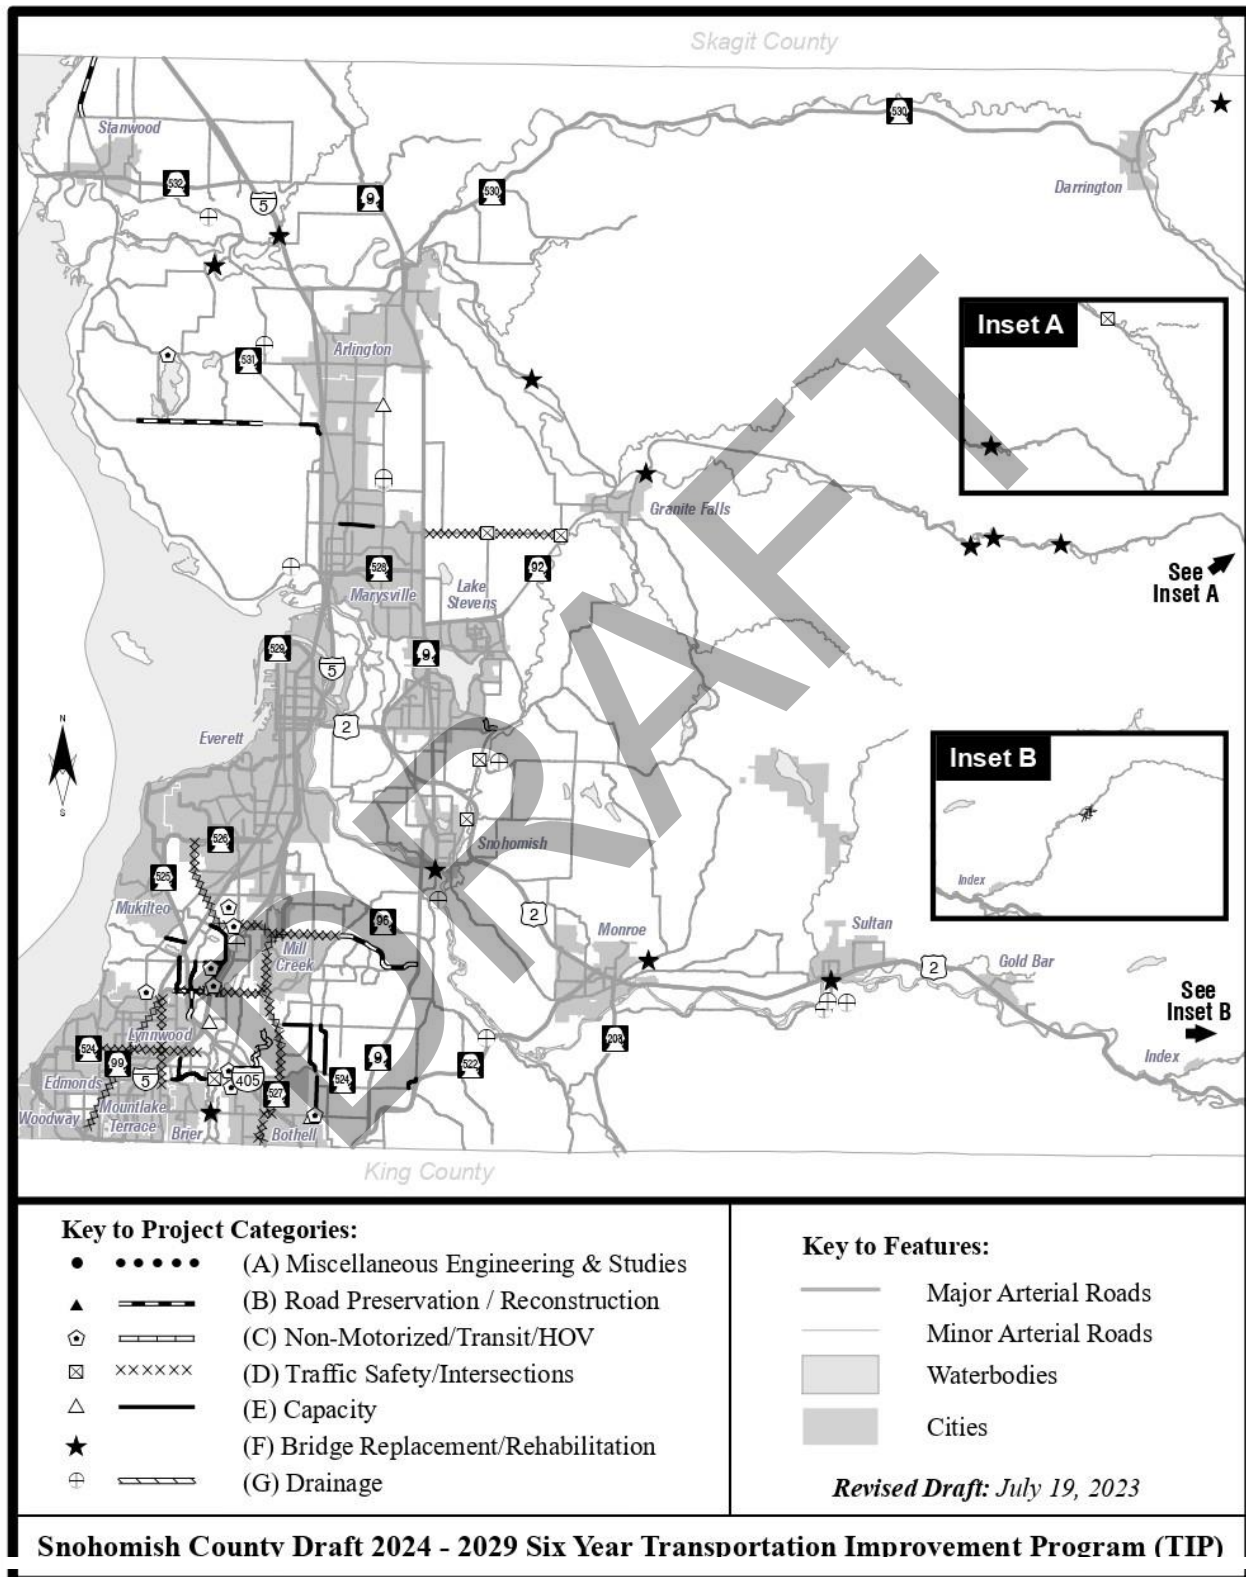 Skagit County
Stanwood
530
Darrington
532
5
9
530
Inset A
531
Arlington
Granite Falls
528
92
Marysville
Lake
Stevens
See
Inset A
529
5
9
2
N
S
Everett
Inset B
526
Snohomish
525
Index
Mukilteo
96
2
Monroe
Sultan
Mill
Creek
2
Gold Bar
See
Inset B
Lynnwood
203
524
99
9
522
Index
Edmonds
5
405
524
527
Woodway
Mountlake
Terrace
Brier
Bothell
King County
DRAFT
Key to Project Categories:
(A) Miscellaneous Engineering & Studies
(B) Road Preservation / Reconstruction
(C) Non-Motorized/Transit/HOV
(D) Traffic Safety/Intersections
(E) Capacity
(F) Bridge Replacement/Rehabilitation
(G) Drainage
Key to Features:
Major Arterial Roads
Minor Arterial Roads
Waterbodies
Cities
Revised Draft: July 19, 2023
Snohomish County Draft 2024 - 2029 Six Year Transportation Improvement Program (TIP)